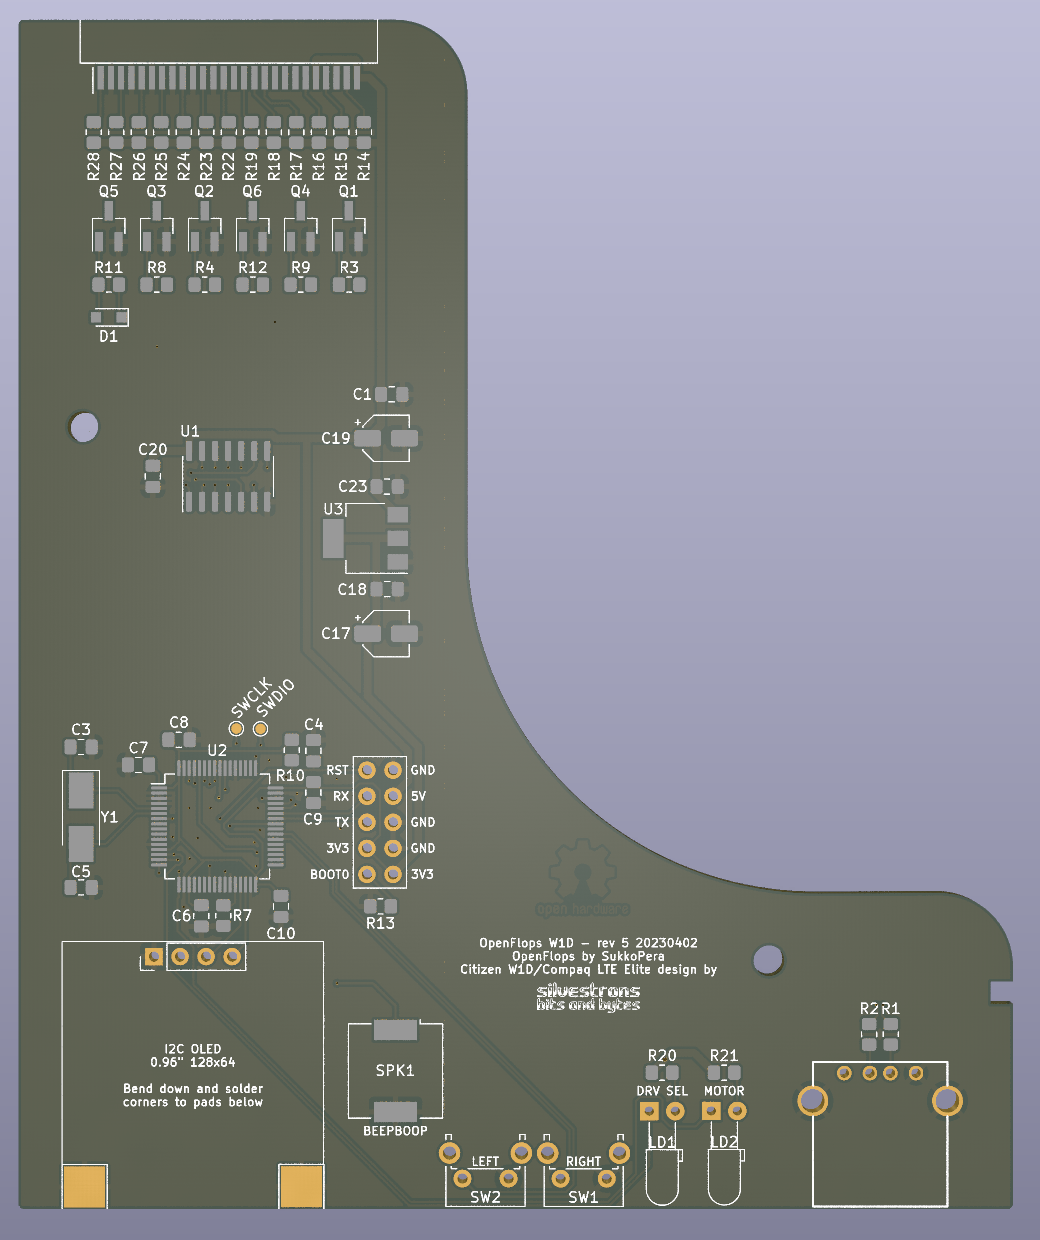 R28 R27 R26 R25 R24 R23 R22 R19 R18 R17 R16 R15 R14
Q5 Q3 Q2 Q6 Q4 Q1
R11 R8 R4 R12 R9 R3
D1
C1
U1
+
C19
C20
C23
U3
C18
+
C17
SWCLK
SWDIO
C3
C8
C4
C7
U2
R10
RST GND
RX 5V
TX GND
3V3 GND
BOOT0 3V3
Y1
C9
C5
C6
R7
C10
R13
open hardware
OpenFlops W1D – rev 5 20230402
OpenFlops by SukkoPera
Citizen W1D/Compaq LTE Elite design by
silvestrons
bits and bytes
R2 R1
I2C OLED
0.96" 128x64
Bend down and solder
corners to pads below
SPK1
BEEPBOOP
R20 R21
DRV SEL MOTOR
LD1 LD2
LEFT RIGHT
SW2 SW1